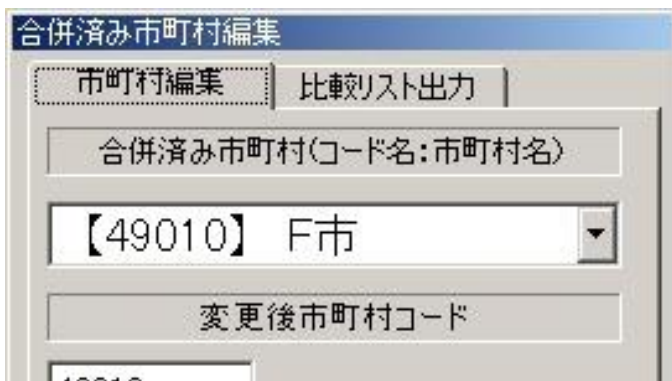 合併済み市町村編集
市町村編集 比較リスト出力
合併済み市町村(コード名:市町村名)
【49010】 F市
変更後市町村コード